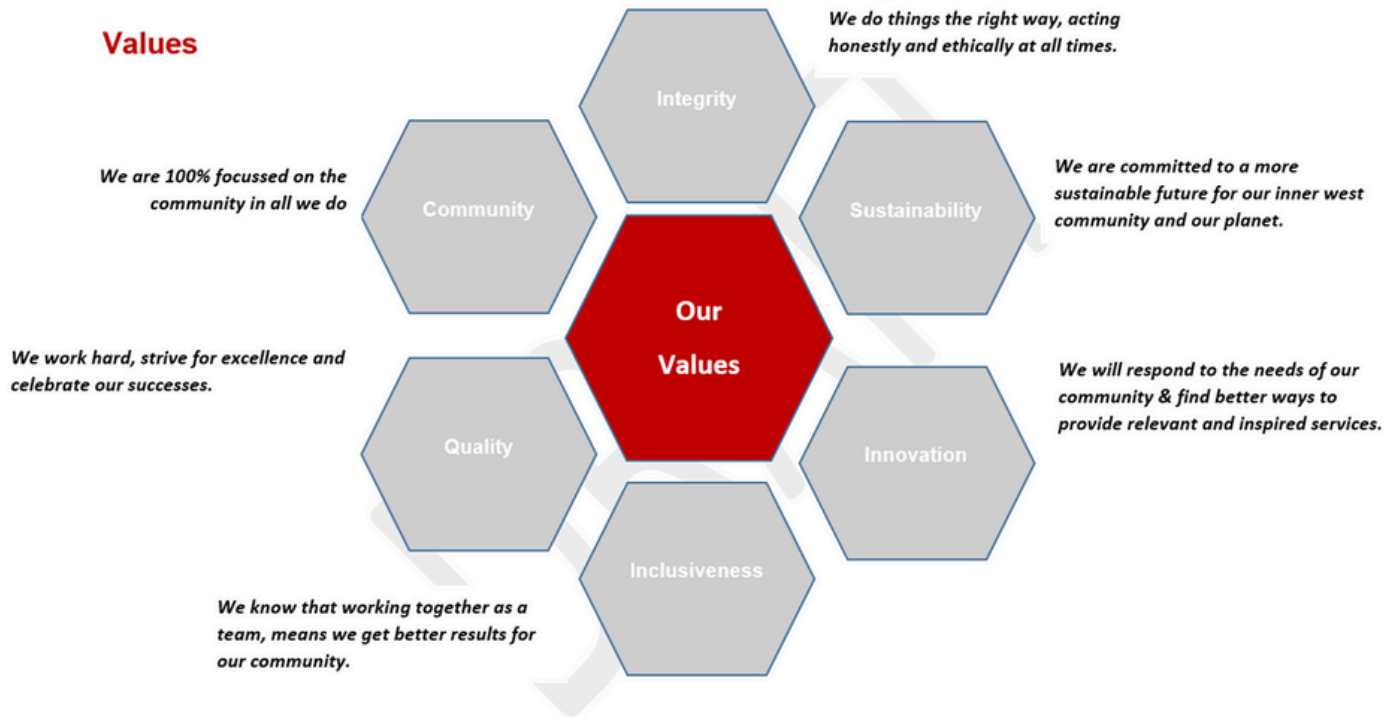 Values
Integrity
We do things the right way, acting
honestly and ethically at all times.
Community
We are 100% focussed on the
community in all we do
Sustainability
We are committed to a more
sustainable future for our inner west
community and our planet.
Our
Values
Quality
We work hard, strive for excellence and
celebrate our successes.
Innovation
We will respond to the needs of our
community & find better ways to
provide relevant and inspired services.
Inclusiveness
We know that working together as a
team, means we get better results for
our community.